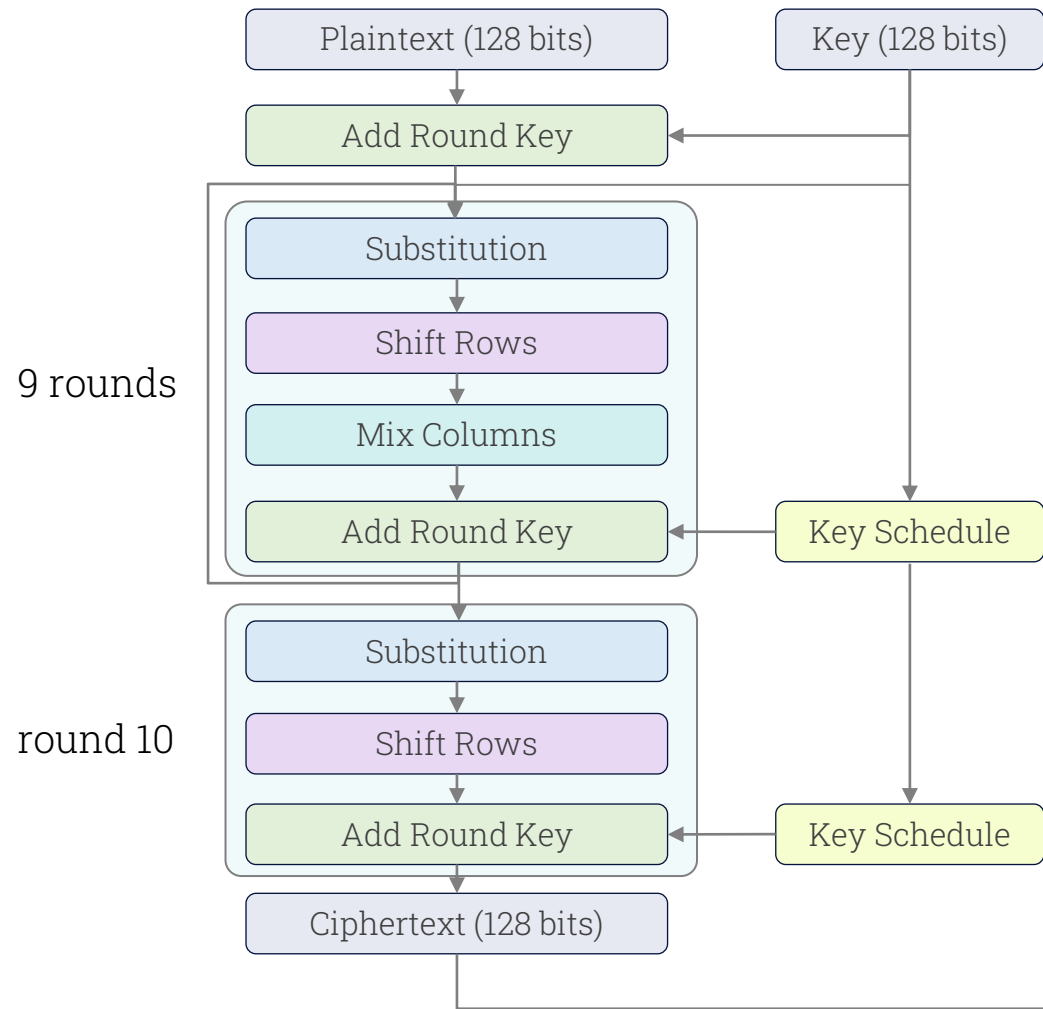 Plaintext (128 bits)
Key (128 bits)
Add Round Key
Substitution
Shift Rows
9 rounds
Mix Columns
Add Round Key
Key Schedule
Substitution
round 10
Shift Rows
Add Round Key
Key Schedule
Ciphertext (128 bits)